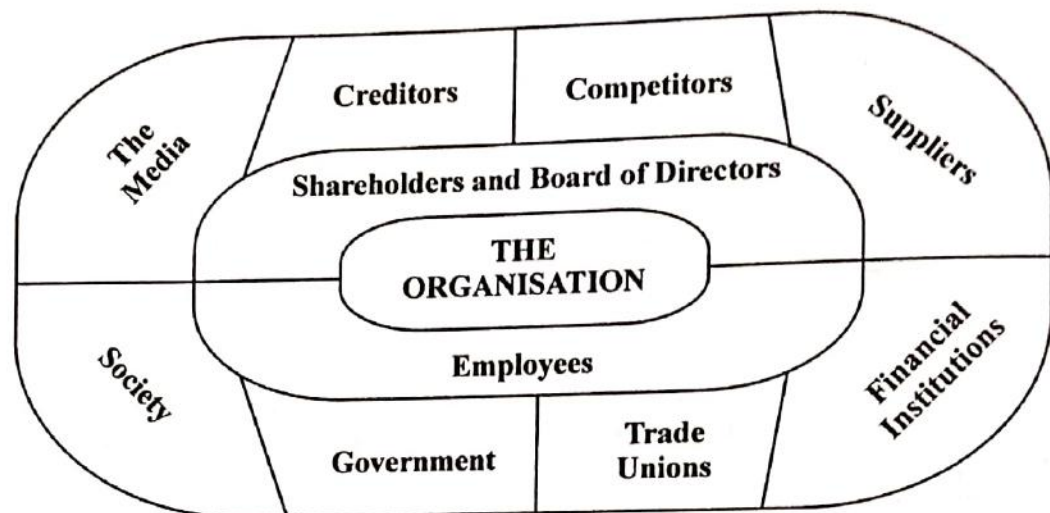 Creditors
Competitors
The
Media
Suppliers
Shareholders and Board of Directors
THE
ORGANISATION
Employees
Society
Financial
Institutions
Government
Trade
Unions